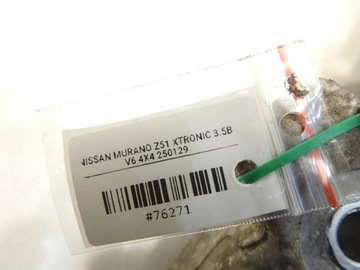 NISSAN MURANO Z51 XTRONIC 3.5B
V6 4X4 250129
#76271